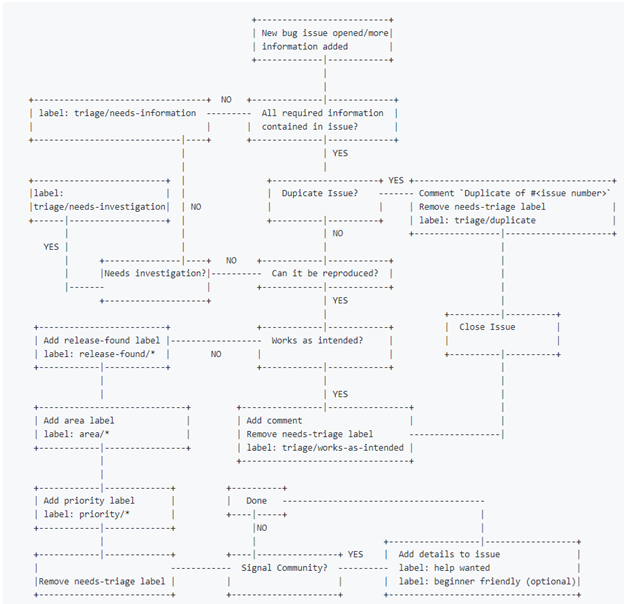 New bug issue opened/more
information added
NO
label: triage/needs-information
All required information
contained in issue?
YES
YES
label:
triage/needs-investigation
NO
Dupicate Issue?
Comment `Duplicate of #<issue number>`
Remove needs-triage label
label: triage/duplicate
NO
YES
NO
Needs investigation?
Can it be reproduced?
YES
Close Issue
Add release-found label
label: release-found/*
NO
Works as intended?
YES
Add area label
label: area/*
Add comment
Remove needs-triage label
label: triage/works-as-intended
Add priority label
label: priority/*
Done
NO
YES
Remove needs-triage label
Signal Community?
Add details to issue
label: help wanted
label: beginner friendly (optional)